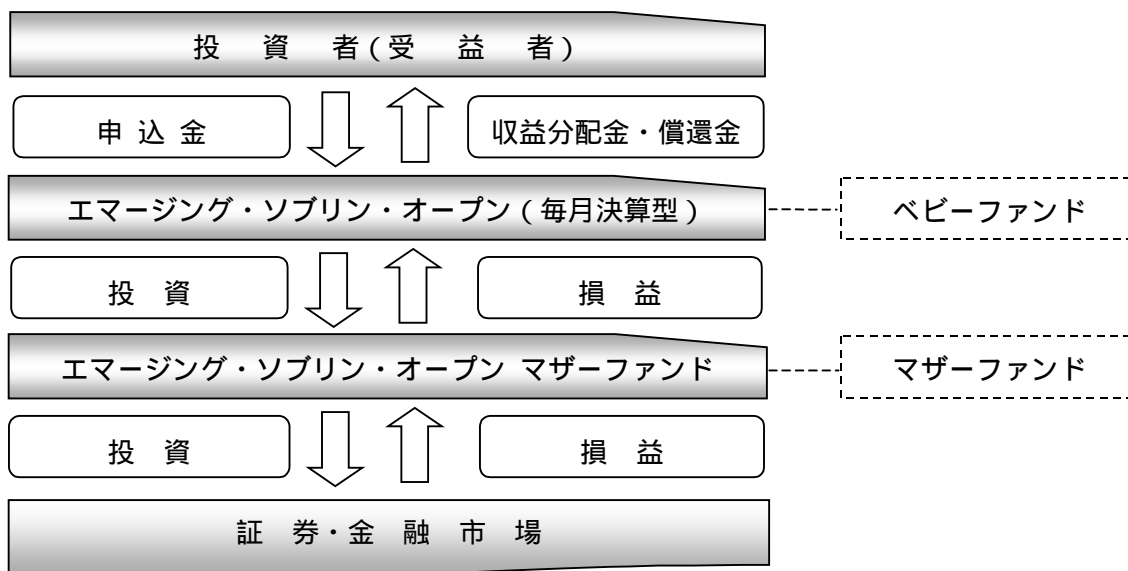 投 資 者(受 益 者)
申 込 金
収益分配金・償還金
エマージング・ソブリン・オープン(毎月決算型)
ベビーファンド
投 資
損 益
エマージング・ソブリン・オープン マザーファンド
マザーファンド
投 資
損 益
証 券・金 融 市 場